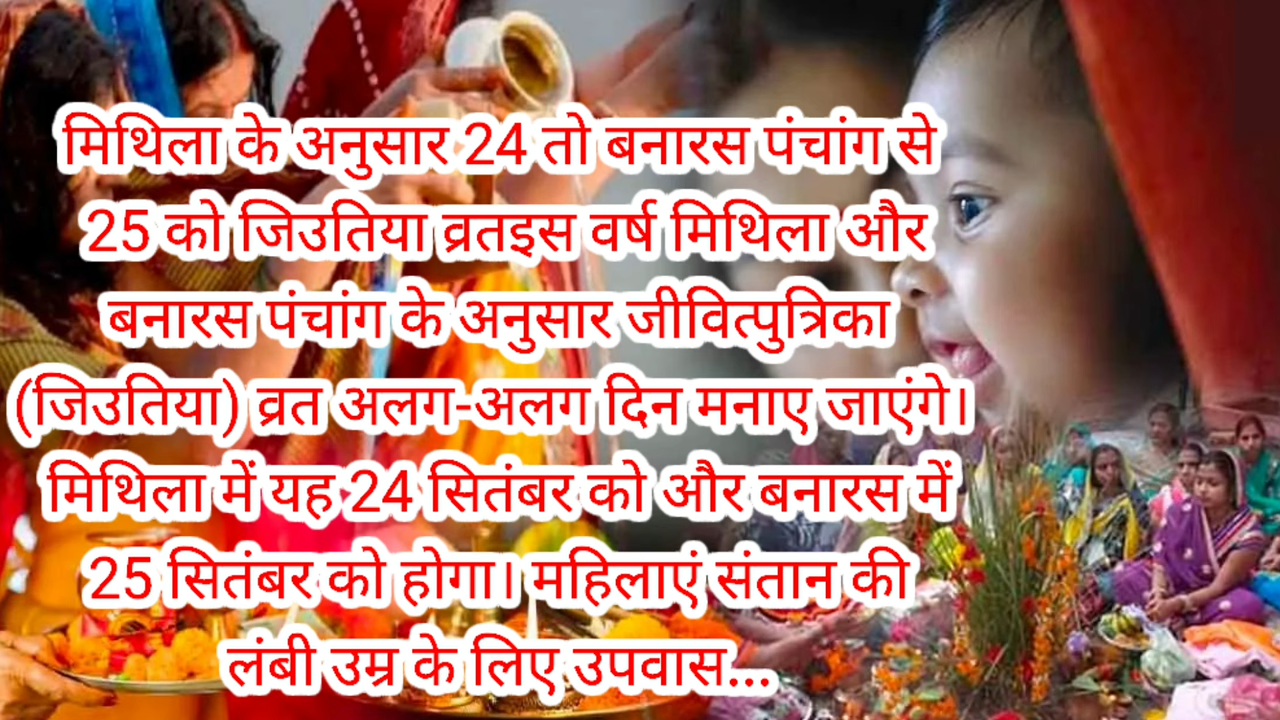 मिथिला के अनुसार 24 तो बनारस पंचांग से
25 को जिउतिया व्रतइस वर्ष मिथिला और
बनारस पंचांग के अनुसार जीवित्पुत्रिका
(जिउतिया) व्रत अलग-अलग दिन मनाए जाएंगे।
मिथिला में यह 24 सितंबर को और बनारस में
25 सितंबर को होगा। महिलाएं संतान की
लंबी उम्र के लिए उपवास...